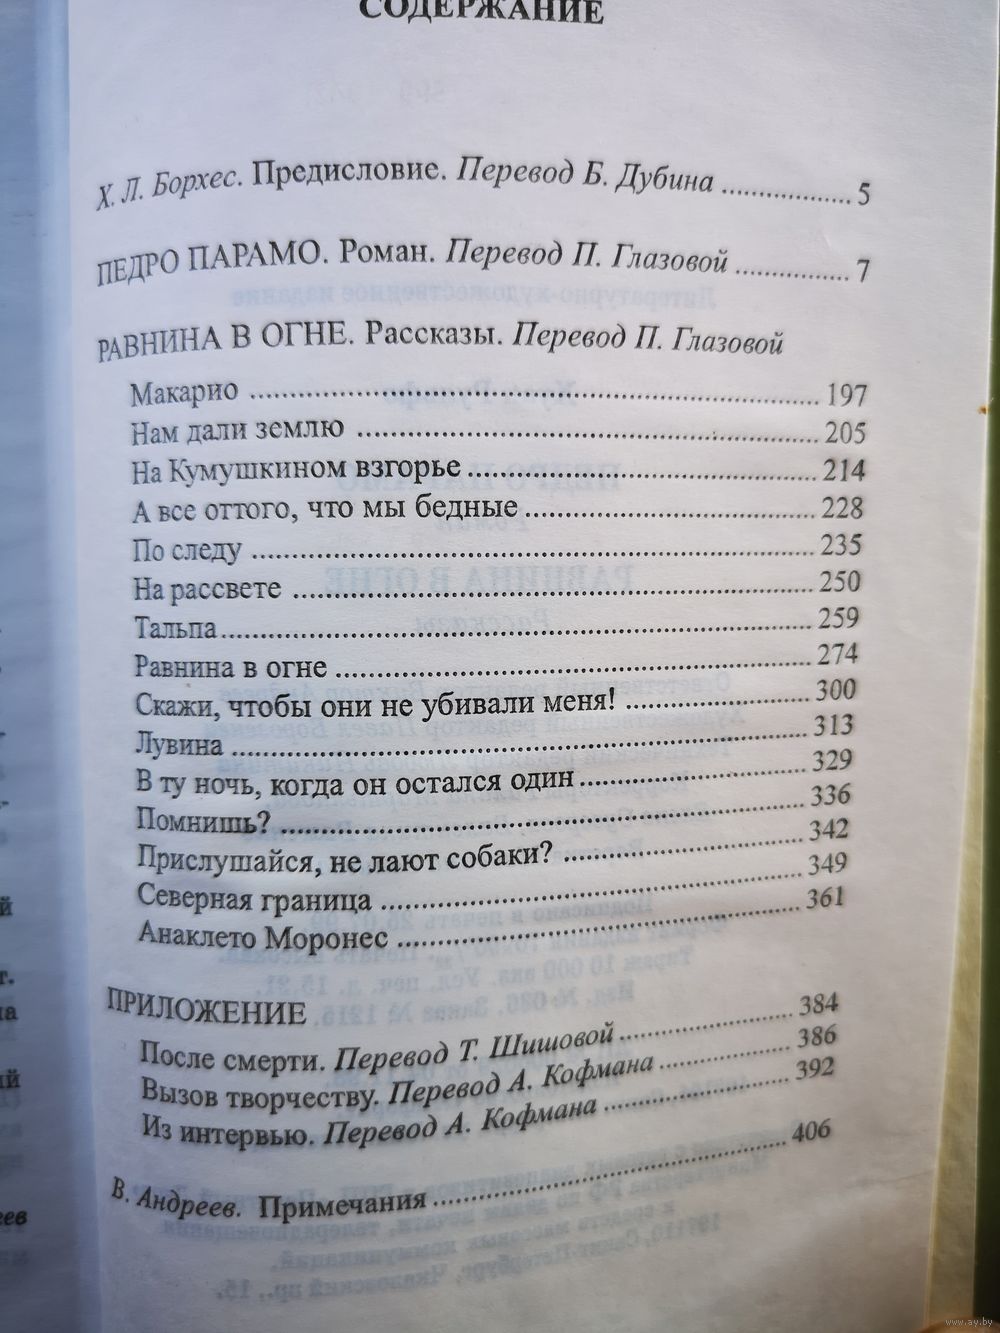 СОДЕРЖАНИЕ
Х. Л. Борхес. Предисловие. Перевод Б. Дубина .................. 5
ПЕДРО ПАРАМО. Роман. Перевод П. Глазовой ................ 7
РАВНИНА В ОГНЕ. Рассказы. Перевод П. Глазовой
Макарио .................. 197
Нам дали землю .................. 205
На Кумушкином взгорье .................. 214
А все оттого, что мы бедные .................. 228
По следу .................. 235
На рассвете .................. 250
Тальпа .................. 259
Равнина в огне .................. 274
Скажи, чтобы они не убивали меня! .................. 300
Лувина .................. 313
В ту ночь, когда он остался один .................. 329
Помнишь? .................. 336
Прислушайся, не лают собаки? .................. 342
Северная граница .................. 349
Анаклето Моронес .................. 361
ПРИЛОЖЕНИЕ
После смерти. Перевод Т. Шишовой .................. 384
Вызов творчеству. Перевод А. Кофмана .................. 386
Из интервью. Перевод А. Кофмана .................. 392
В. Андреев. Примечания .................. 406
www.ay.by